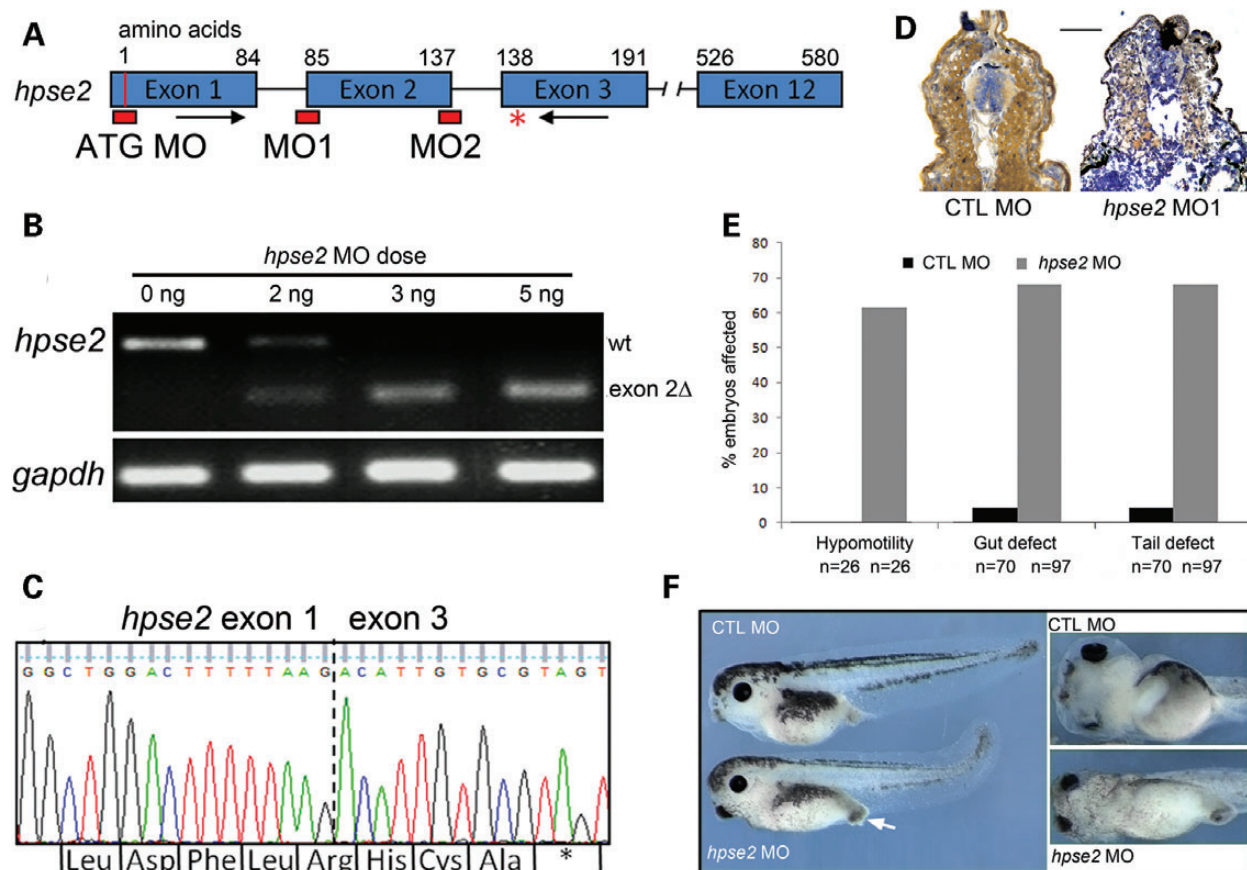 A
amino acids
1 84 85 137 138 191 526 580
hpse2 Exon 1 Exon 2 Exon 3 Exon 12
*
ATG MO MO1 MO2
B
hpse2 MO dose
0 ng 2 ng 3 ng 5 ng
hpse2
wt
exon 2Δ
gapdh
C
hpse2 exon 1 exon 3
G G C T G G A C T T T T T A A G A C A T T G T G C G T A G T
Leu Asp Phe Leu Arg His Cys Ala *
D
CTL MO hpse2 MO1
E
CTL MO hpse2 MO
% embryos affected
80
70
60
50
40
30
20
10
0
Hypomotility Gut defect Tail defect
n=26 n=26 n=70 n=97 n=70 n=97
F
CTL MO
hpse2 MO
CTL MO
hpse2 MO